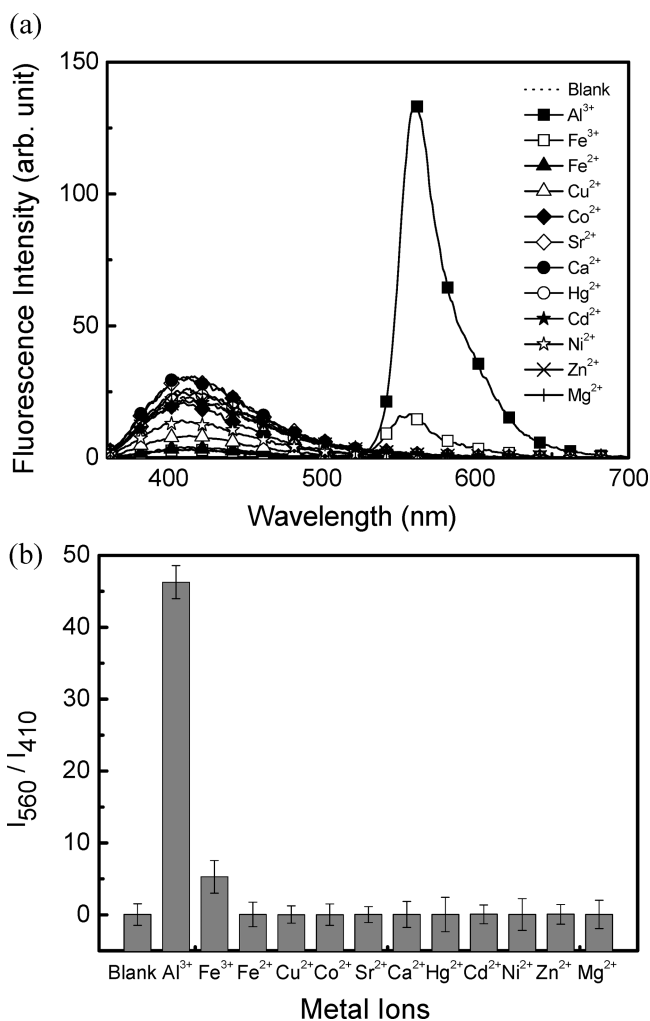 (a)
150
100
50
0
Fluorescence Intensity (arb. unit)
Blank
Al³⁺
Fe³⁺
Fe²⁺
Cu²⁺
Co²⁺
Sr²⁺
Ca²⁺
Hg²⁺
Cd²⁺
Ni²⁺
Zn²⁺
Mg²⁺
400 500 600 700
Wavelength (nm)
(b)
50
40
30
20
10
0
I₅₆₀ / I₄₁₀
Blank Al³⁺ Fe³⁺ Fe²⁺ Cu²⁺ Co²⁺ Sr²⁺ Ca²⁺ Hg²⁺ Cd²⁺ Ni²⁺ Zn²⁺ Mg²⁺
Metal Ions